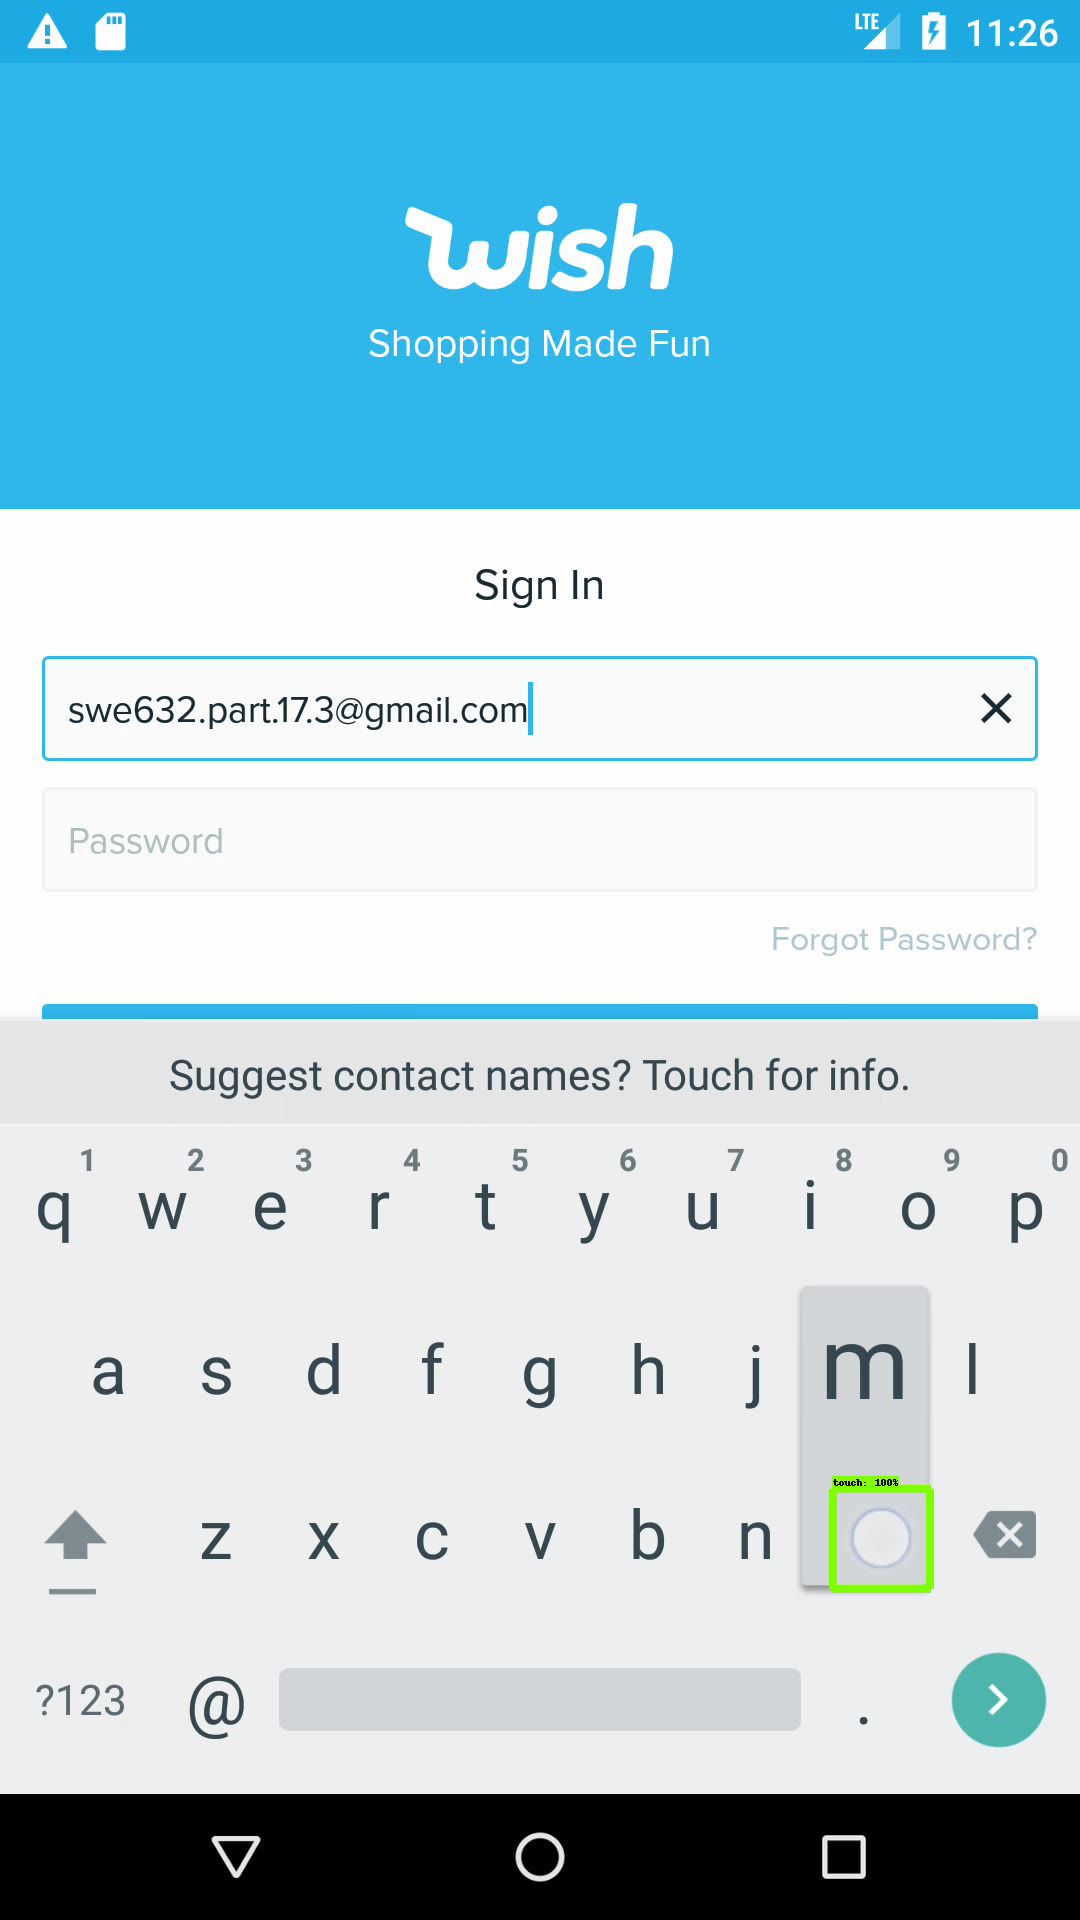 LTE 11:26
wish
Shopping Made Fun
Sign In
swe632.part.17.3@gmail.com
Password
Forgot Password?
Suggest contact names? Touch for info.
1 2 3 4 5 6 7 8 9 0
q w e r t y u i o p
a s d f g h j m l
touch: 100%
z x c v b n
?123 @ .